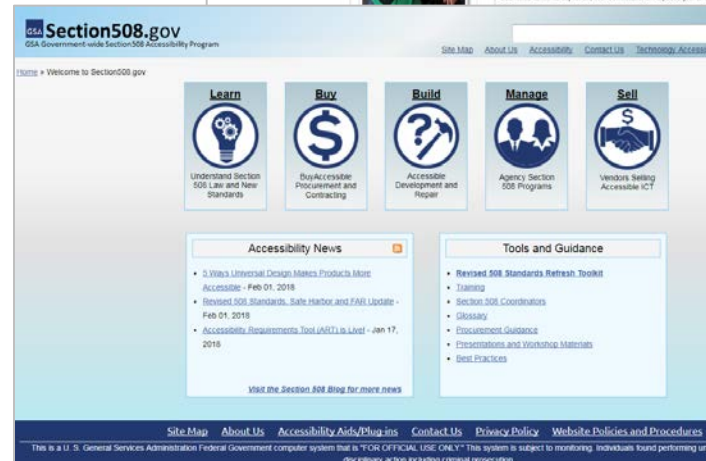 GSA Section508.gov
GSA Government-wide Section 508 Accessibility Program
Site Map About Us Accessibility Contact Us Technology
Home » Welcome to Section508.gov
Learn
Understand Section
508 Law and New
Standards
Buy
BuyAccessible
Procurement and
Contracting
Build
Accessible
Development and
Repair
Manage
Agency Section
508 Programs
Sell
Vendors Selling
Accessible ICT
Accessibility News
5 Ways Universal Design Makes Products More
Accessible - Feb 01, 2018
Revised 508 Standards, Safe Harbor and FAR Update -
Feb 01, 2018
Accessibility Requirements Tool (ART) is Live! - Jan 17,
2018
Visit the Section 508 Blog for more news
Tools and Guidance
Revised 508 Standards Refresh Toolkit
Training
Section 508 Coordinators
Glossary
Procurement Guidance
Presentations and Workshop Materials
Best Practices
Site Map About Us Accessibility Aids/Plug-ins Contact Us Privacy Policy Website Policies and Procedures
This is a U. S. General Services Administration Federal Government computer system that is "FOR OFFICIAL USE ONLY." This system is subject to monitoring. Individuals found performing
disciplinary action including criminal prosecution.